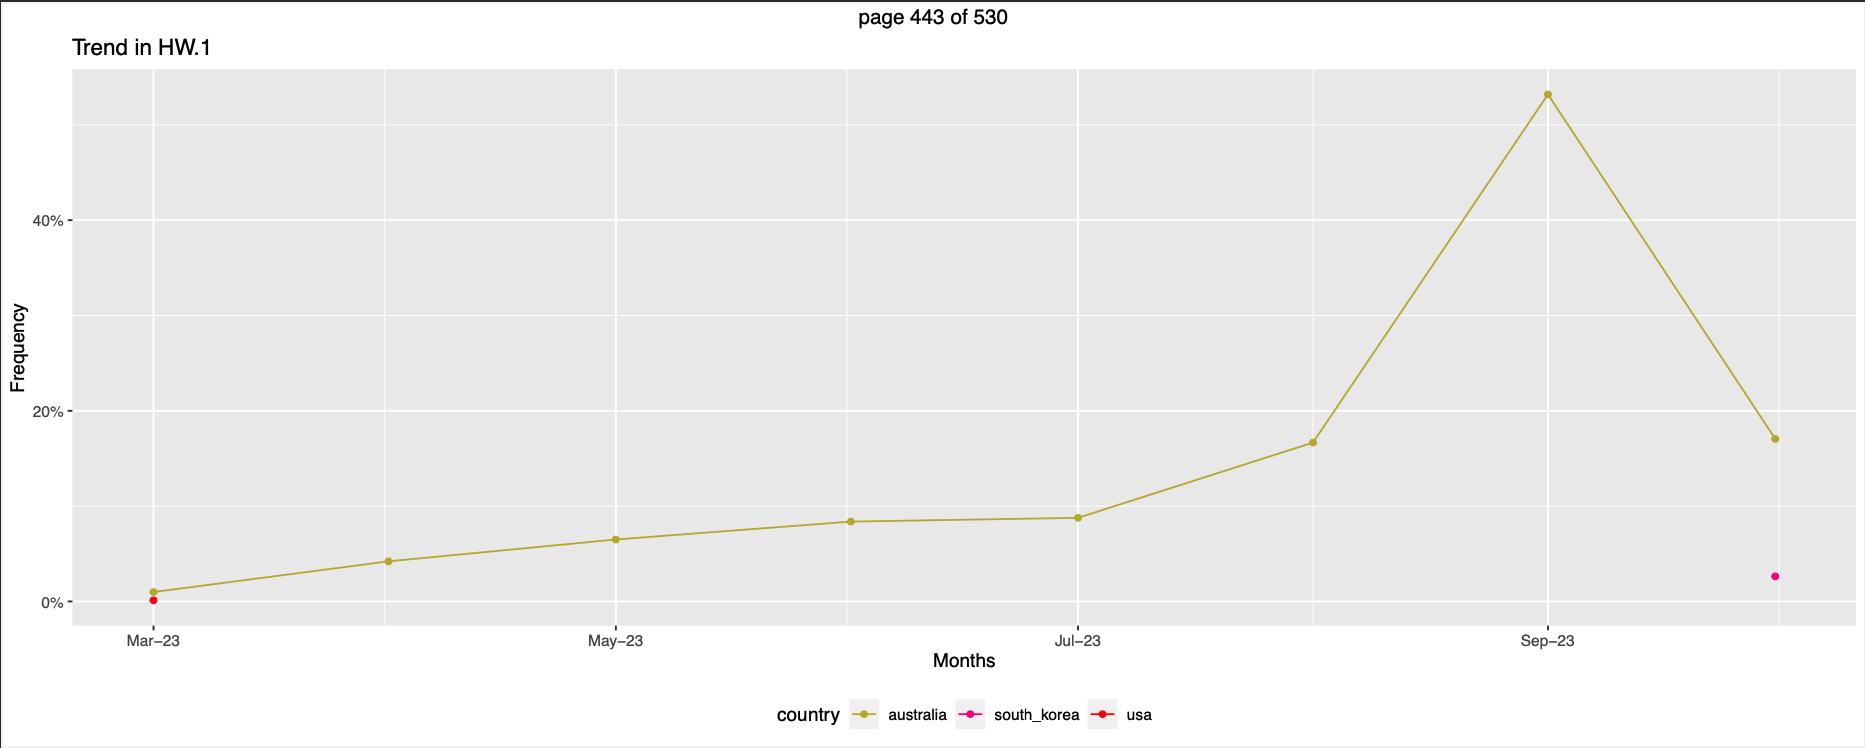 page 443 of 530
Trend in HW.1
Frequency
40%
20%
0%
Mar−23 May−23 Jul−23 Sep−23
Months
country australia south_korea usa